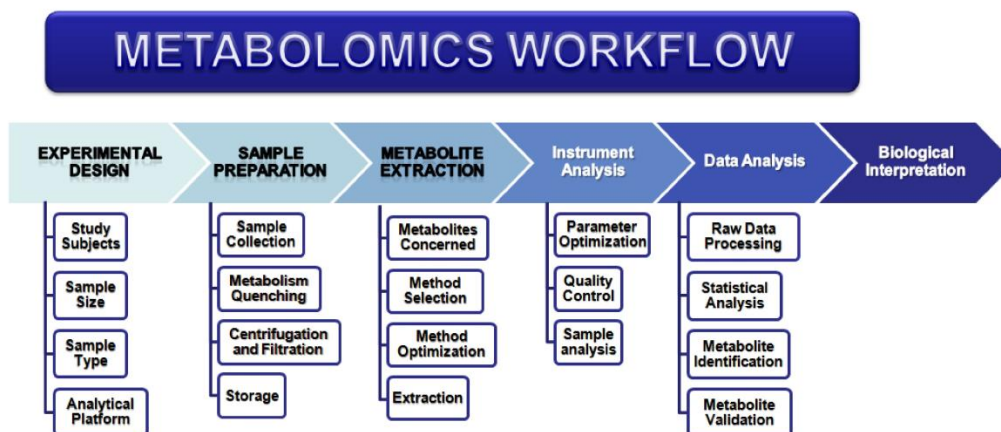 METABOLOMICS WORKFLOW
EXPERIMENTAL
DESIGN
SAMPLE
PREPARATION
METABOLITE
EXTRACTION
Instrument
Analysis
Data Analysis
Biological
Interpretation
Study
Subjects
Sample
Size
Sample
Type
Analytical
Platform
Sample
Collection
Metabolism
Quenching
Centrifugation
and Filtration
Storage
Metabolites
Concerned
Method
Selection
Method
Optimization
Extraction
Parameter
Optimization
Quality
Control
Sample
analysis
Raw Data
Processing
Statistical
Analysis
Metabolite
Identification
Metabolite
Validation